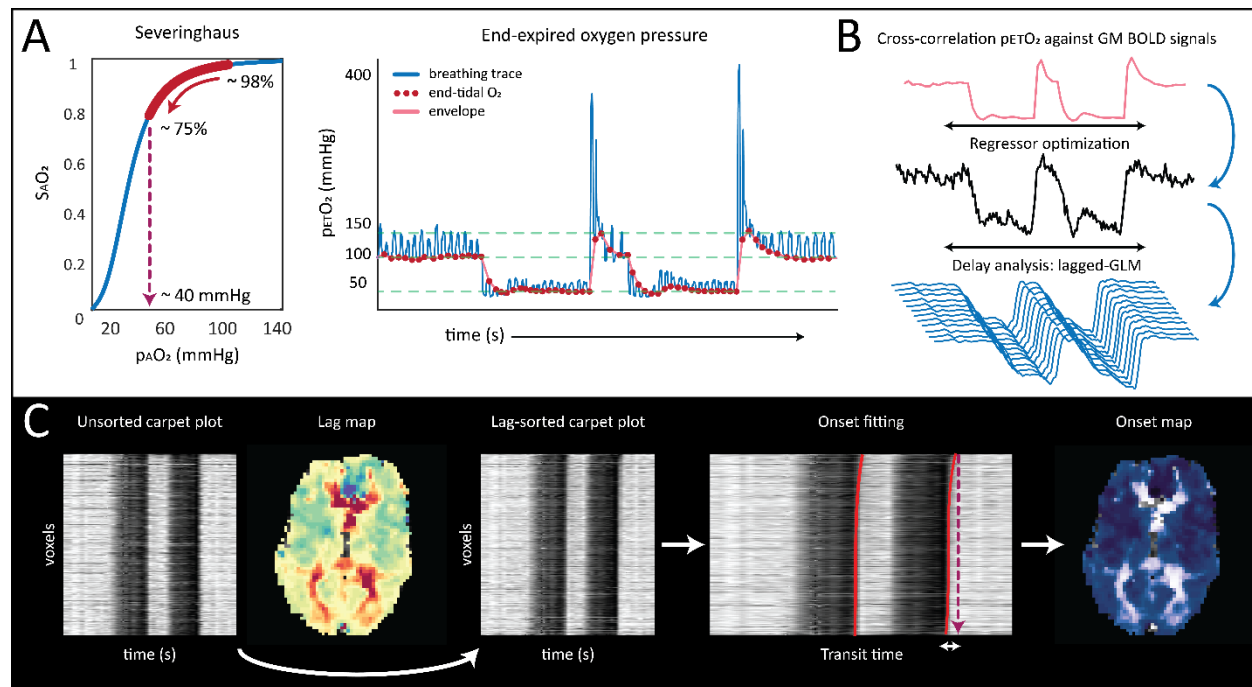 A
Severinghaus
1
0.8
0.6
0.4
0.2
0
SAO₂
~ 98%
~ 75%
~ 40 mmHg
20 60 100 140
pAO₂ (mmHg)
End-expired oxygen pressure
400
150
100
50
pETO₂ (mmHg)
breathing trace
end-tidal O₂
envelope
time (s)
B
Cross-correlation pETO₂ against GM BOLD signals
Regressor optimization
Delay analysis: lagged-GLM
C
Unsorted carpet plot
voxels
time (s)
Lag map
Lag-sorted carpet plot
voxels
time (s)
Onset fitting
Transit time
Onset map